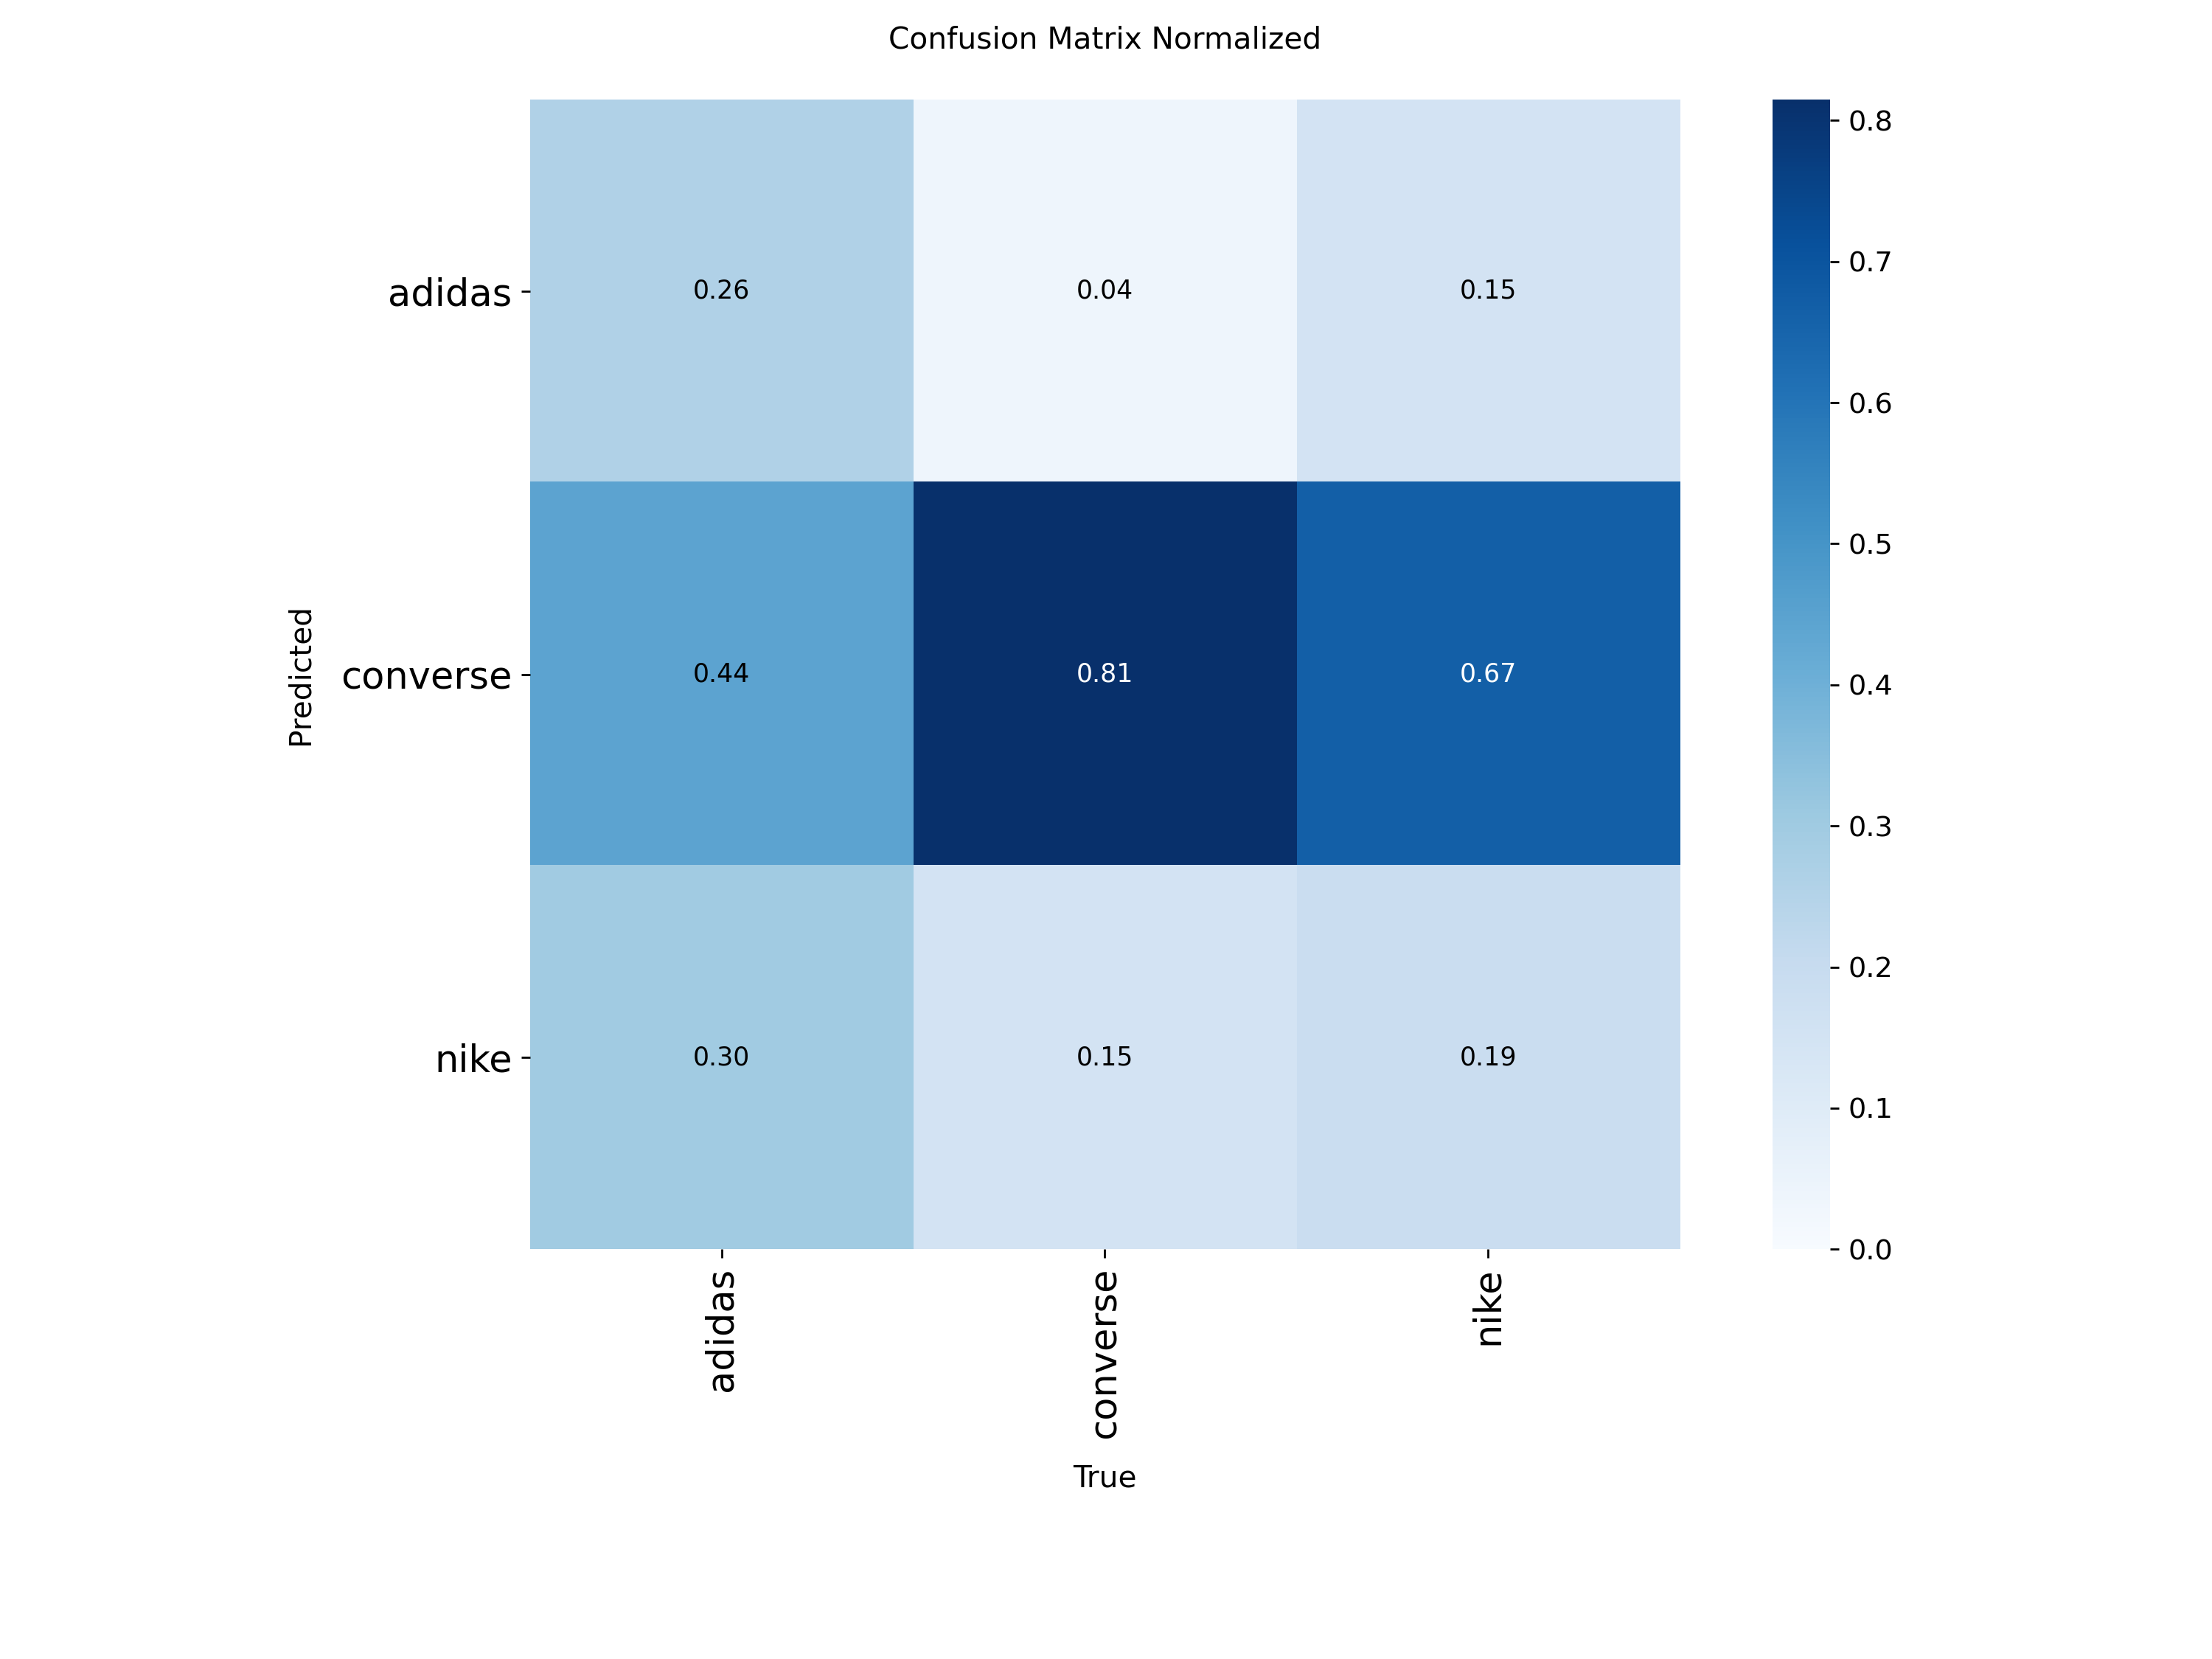 Confusion Matrix Normalized
0.8
0.7
0.6
0.5
0.4
0.3
0.2
0.1
0.0
Predicted
adidas 0.26 0.04 0.15
converse 0.44 0.81 0.67
nike 0.30 0.15 0.19
adidas converse nike
True